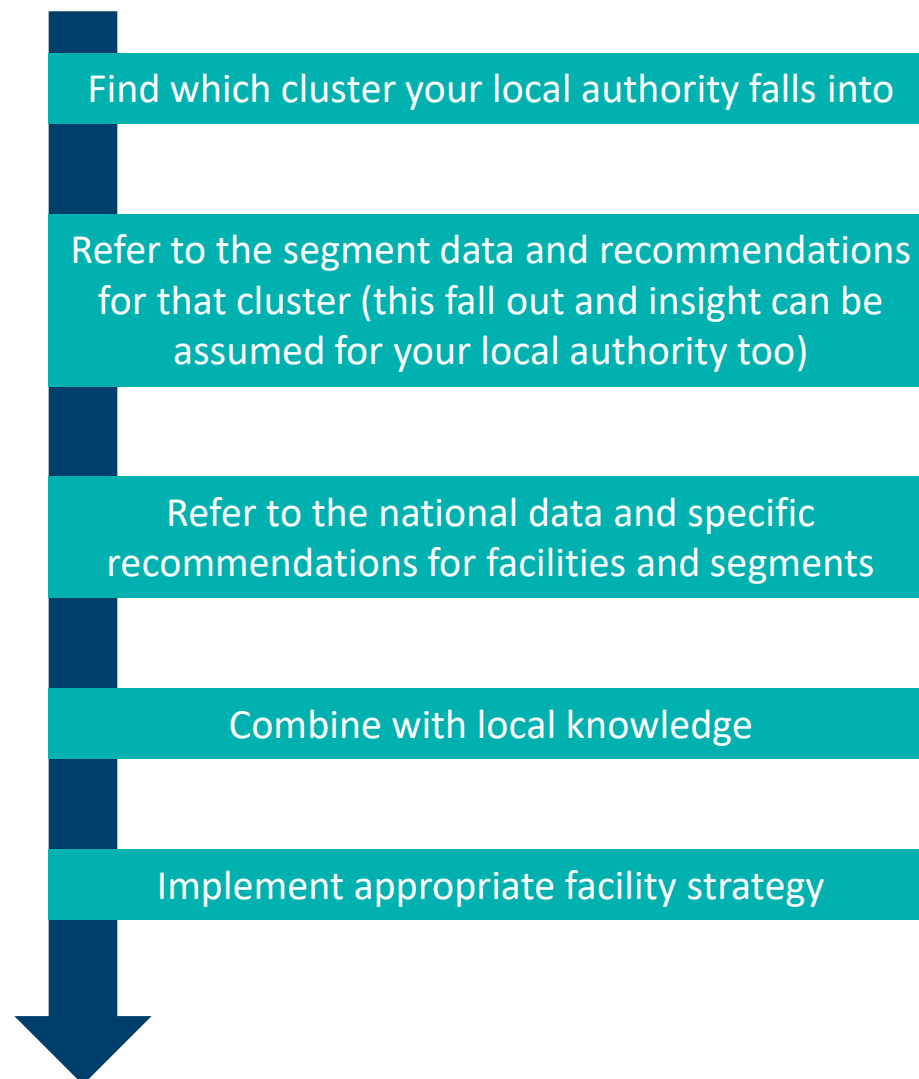 Find which cluster your local authority falls into
Refer to the segment data and recommendations
for that cluster (this fall out and insight can be
assumed for your local authority too)
Refer to the national data and specific
recommendations for facilities and segments
Combine with local knowledge
Implement appropriate facility strategy